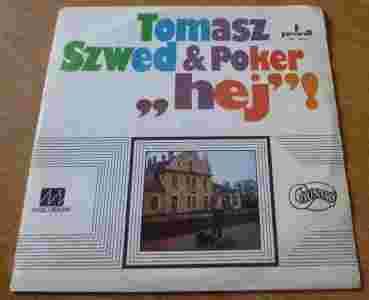 Tomasz
Szwed & Poker
„hej”!